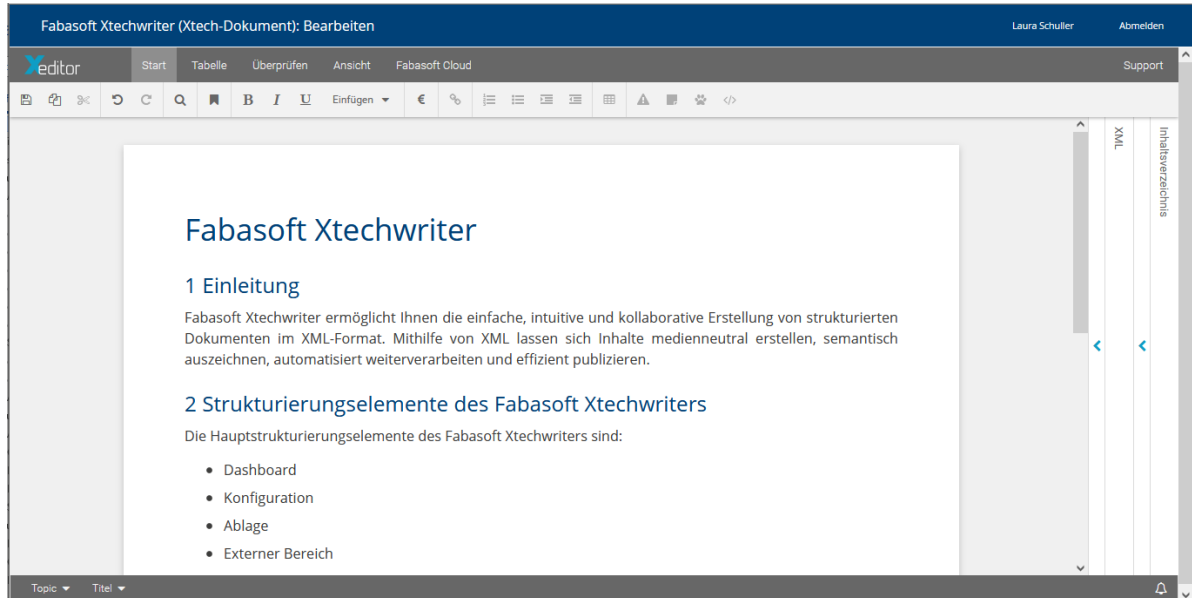 Fabasoft Xtechwriter (Xtech-Dokument): Bearbeiten Laura Schuller Abmelden
Xeditor Start Tabelle Überprüfen Ansicht Fabasoft Cloud Support
B I U Einfügen €
XML
Inhaltsverzeichnis
Fabasoft Xtechwriter
1 Einleitung
Fabasoft Xtechwriter ermöglicht Ihnen die einfache, intuitive und kollaborative Erstellung von strukturierten
Dokumenten im XML-Format. Mithilfe von XML lassen sich Inhalte medienneutral erstellen, semantisch
auszeichnen, automatisiert weiterverarbeiten und effizient publizieren.
2 Strukturierungselemente des Fabasoft Xtechwriters
Die Hauptstrukturierungselemente des Fabasoft Xtechwriters sind:
• Dashboard
• Konfiguration
• Ablage
• Externer Bereich
Topic Titel